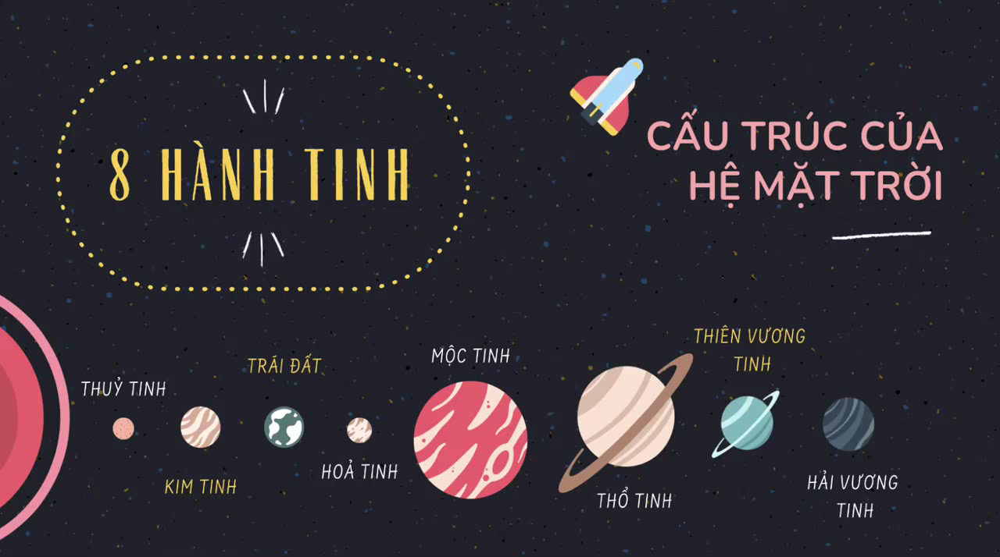 8 HÀNH TINH
CẤU TRÚC CỦA
HỆ MẶT TRỜI
THUỶ TINH
KIM TINH
TRÁI ĐẤT
HOẢ TINH
MỘC TINH
THỔ TINH
THIÊN VƯƠNG
TINH
HẢI VƯƠNG
TINH